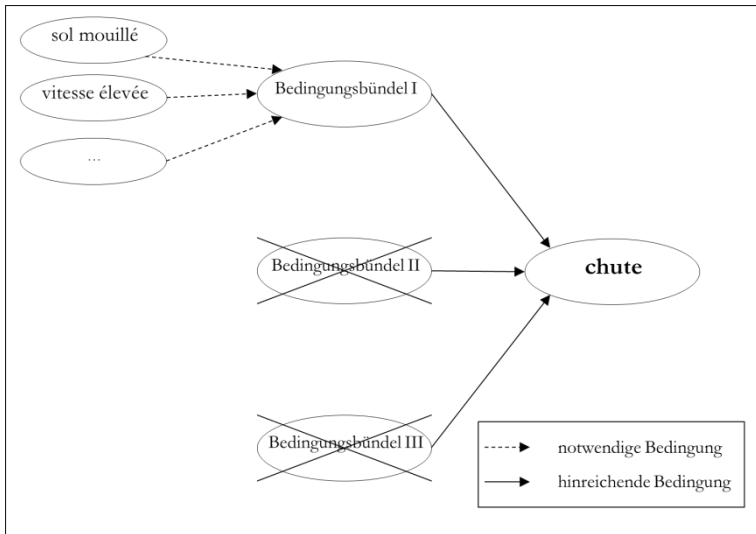 sol mouillé
vitesse élevée
...
Bedingungsbündel I
Bedingungsbündel II
Bedingungsbündel III
chute
notwendige Bedingung
hinreichende Bedingung